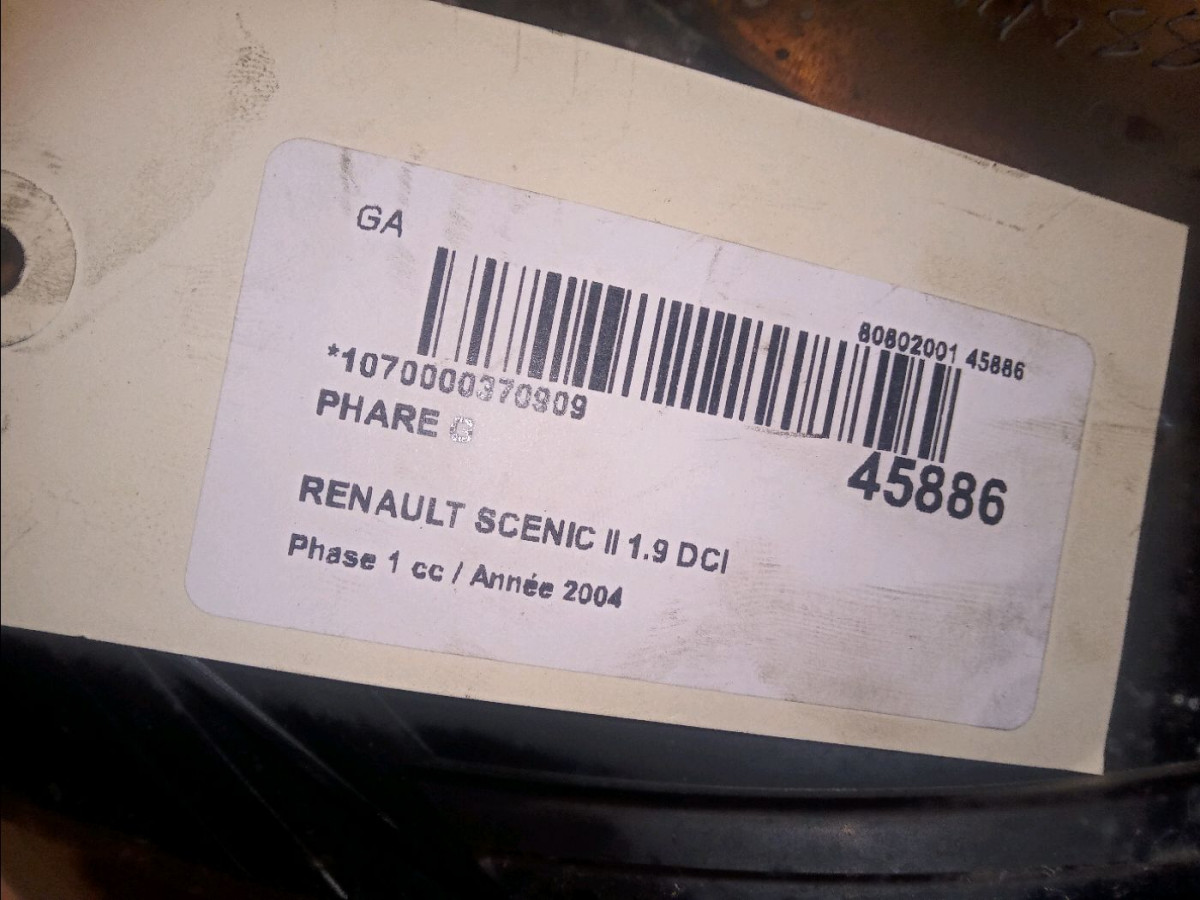 GA
80802001 45886
*1070000370909
PHARE
45886
RENAULT SCENIC II 1.9 DCI
Phase 1 cc / Année 2004